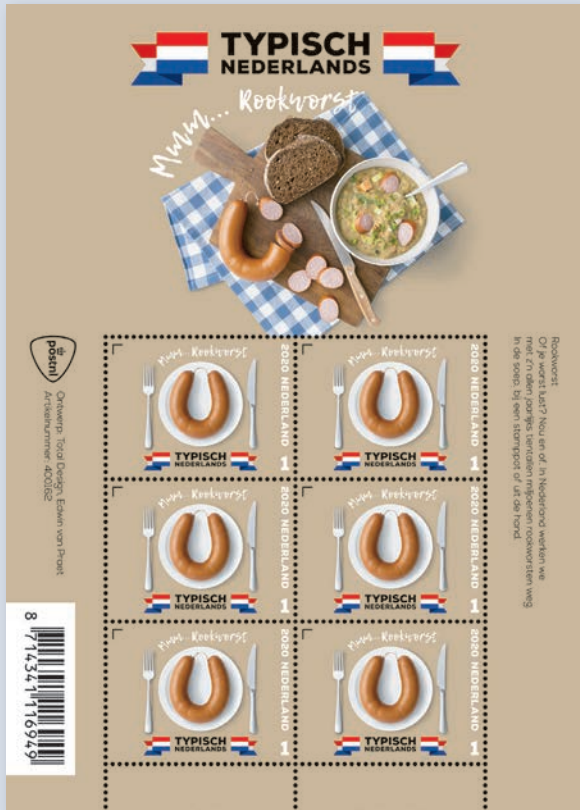 TYPISCH
NEDERLANDS
Mmm... Rookworst
Rookworst
Of je worst lust? Nou en of. In Nederland werken we
met z'n allen jaarlijks tientallen miljoenen rookworsten weg.
In de soep, bij een stamppot of uit de hand.
postnl
Ontwerp: Total Design, Edwin van Praet
Artikelnummer: 400162
8 714341 116949
Mmm... Rookworst
2020 NEDERLAND
1
TYPISCH
NEDERLANDS
Mmm... Rookworst
2020 NEDERLAND
1
TYPISCH
NEDERLANDS
Mmm... Rookworst
2020 NEDERLAND
1
TYPISCH
NEDERLANDS
Mmm... Rookworst
2020 NEDERLAND
1
TYPISCH
NEDERLANDS
Mmm... Rookworst
2020 NEDERLAND
1
TYPISCH
NEDERLANDS
Mmm... Rookworst
2020 NEDERLAND
1
TYPISCH
NEDERLANDS